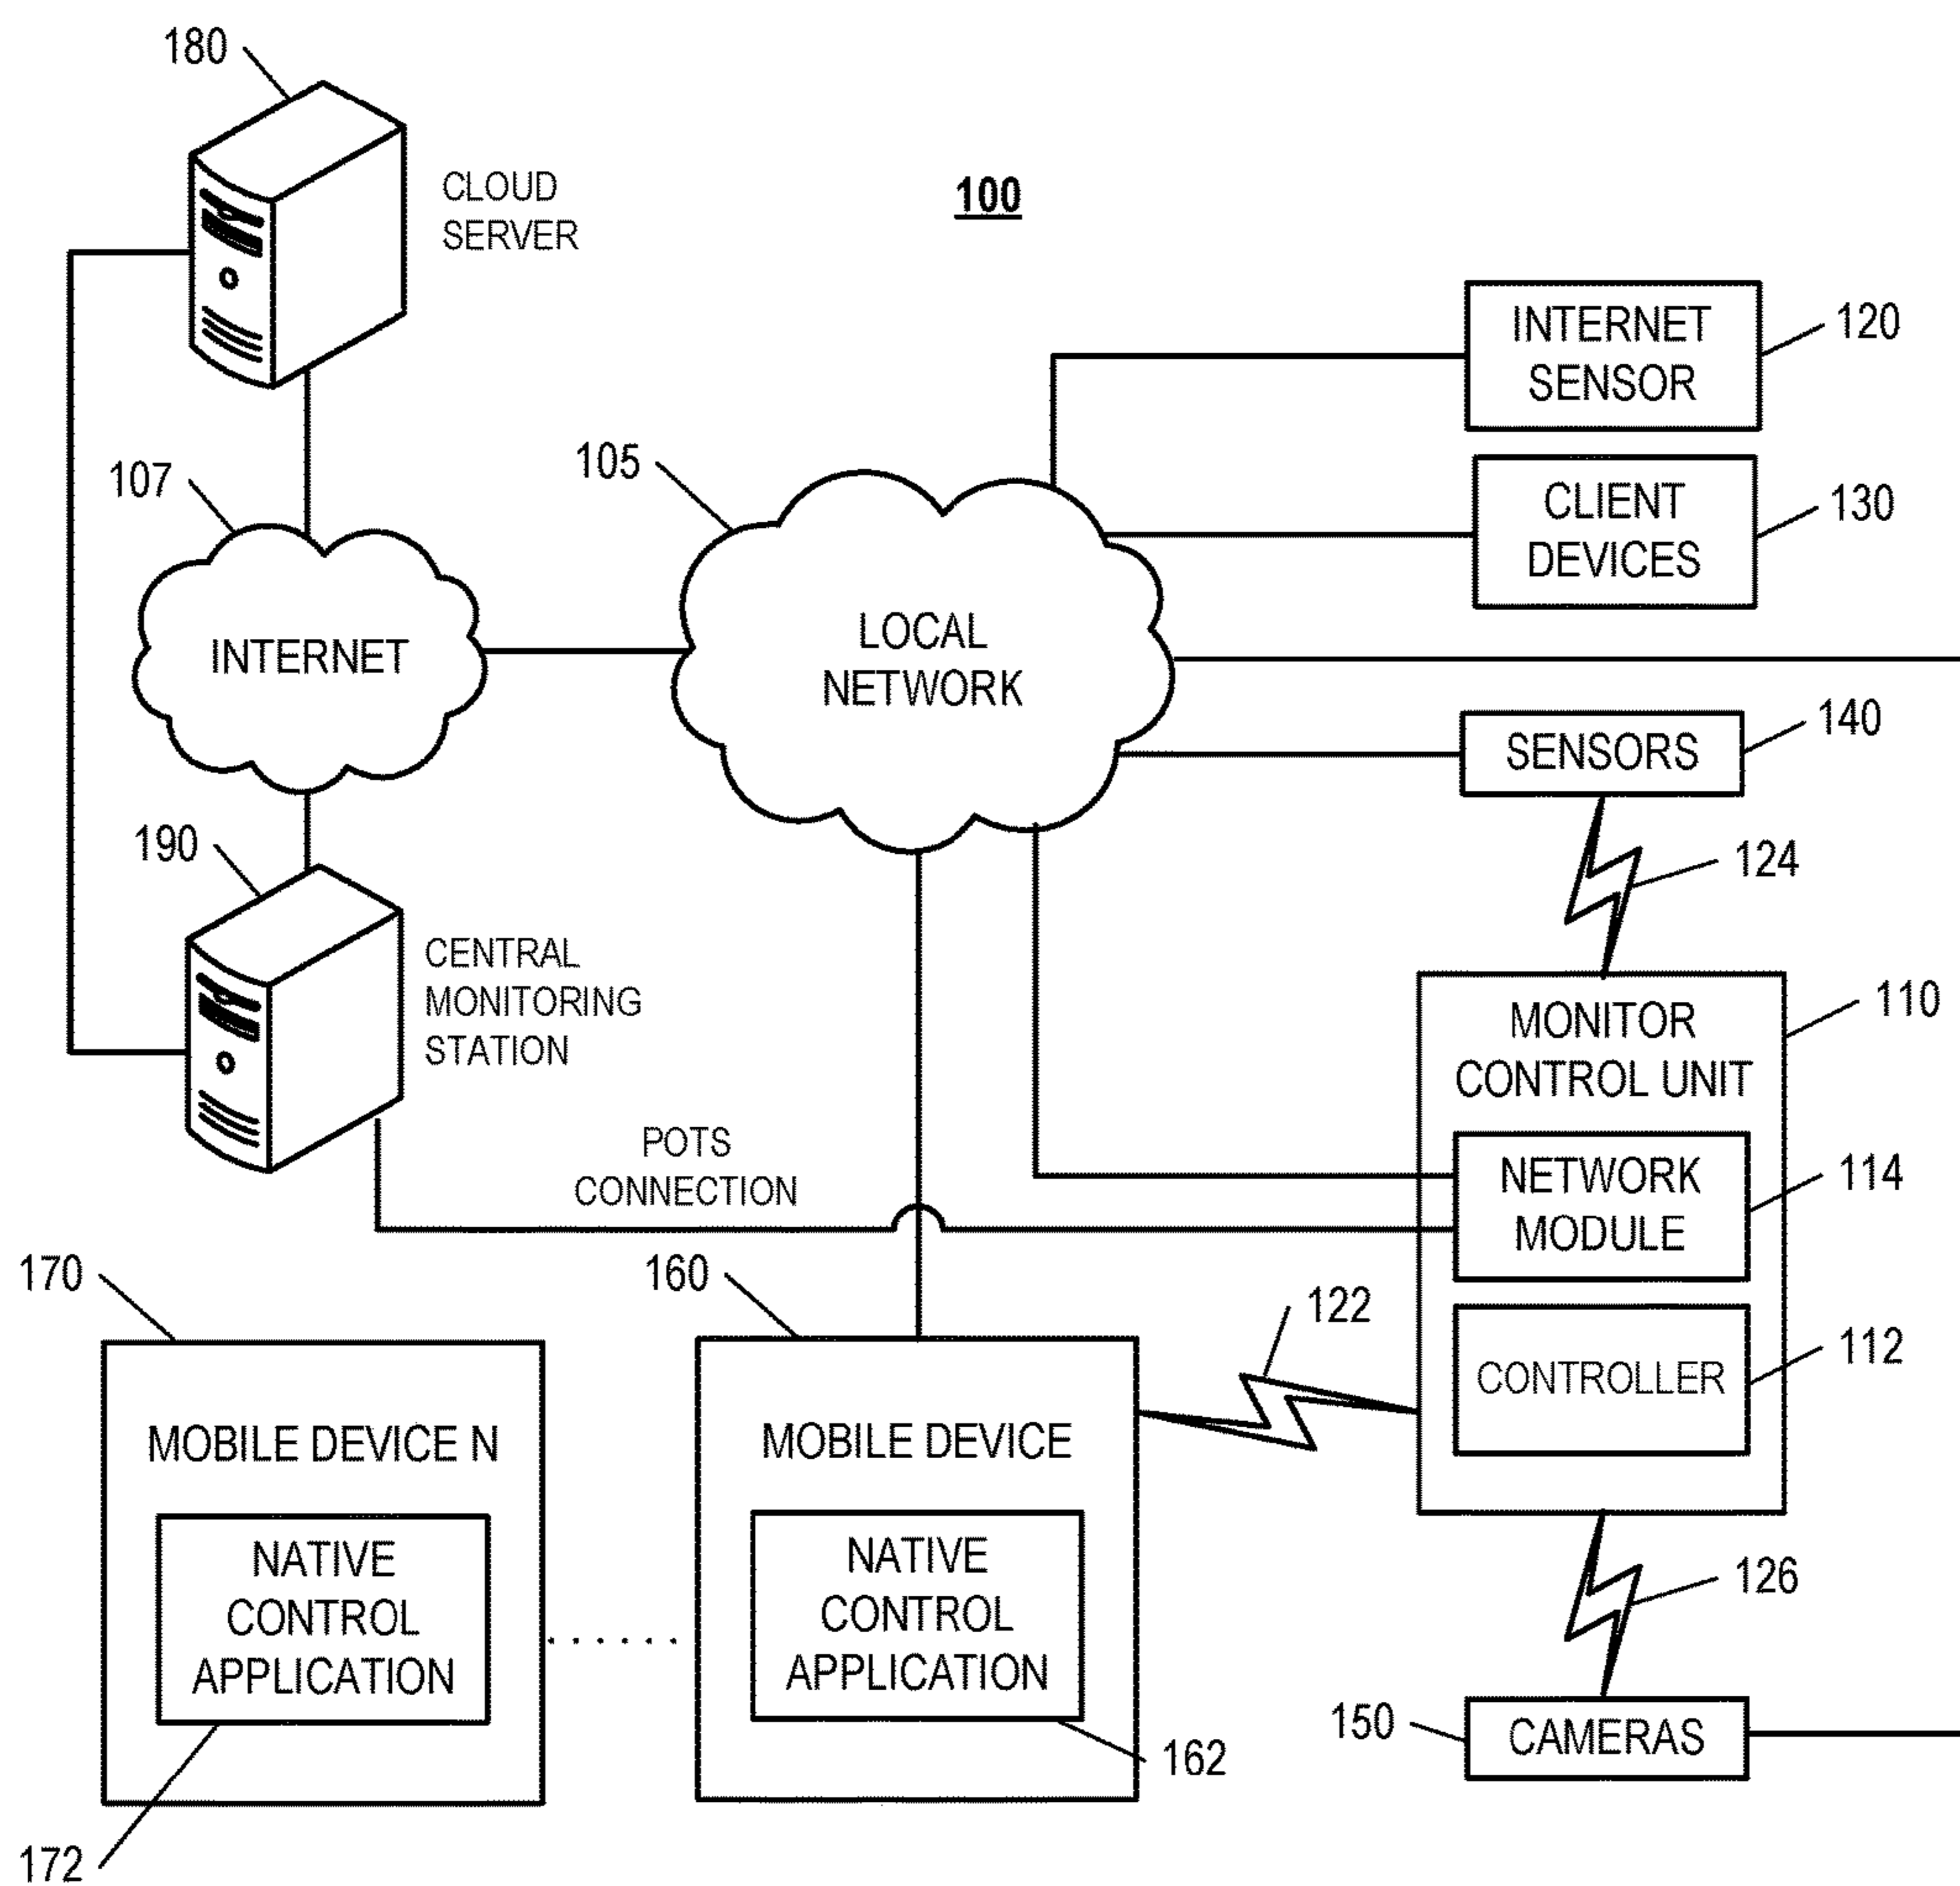 180
CLOUD
SERVER
100
INTERNET
SENSOR
120
107
105
CLIENT
DEVICES
130
INTERNET
LOCAL
NETWORK
SENSORS
140
190
124
CENTRAL
MONITORING
STATION
MONITOR
CONTROL UNIT
110
POTS
CONNECTION
NETWORK
MODULE
114
170
160
122
CONTROLLER
112
MOBILE DEVICE N
MOBILE DEVICE
NATIVE
CONTROL
APPLICATION
......
NATIVE
CONTROL
APPLICATION
126
172
162
150
CAMERAS